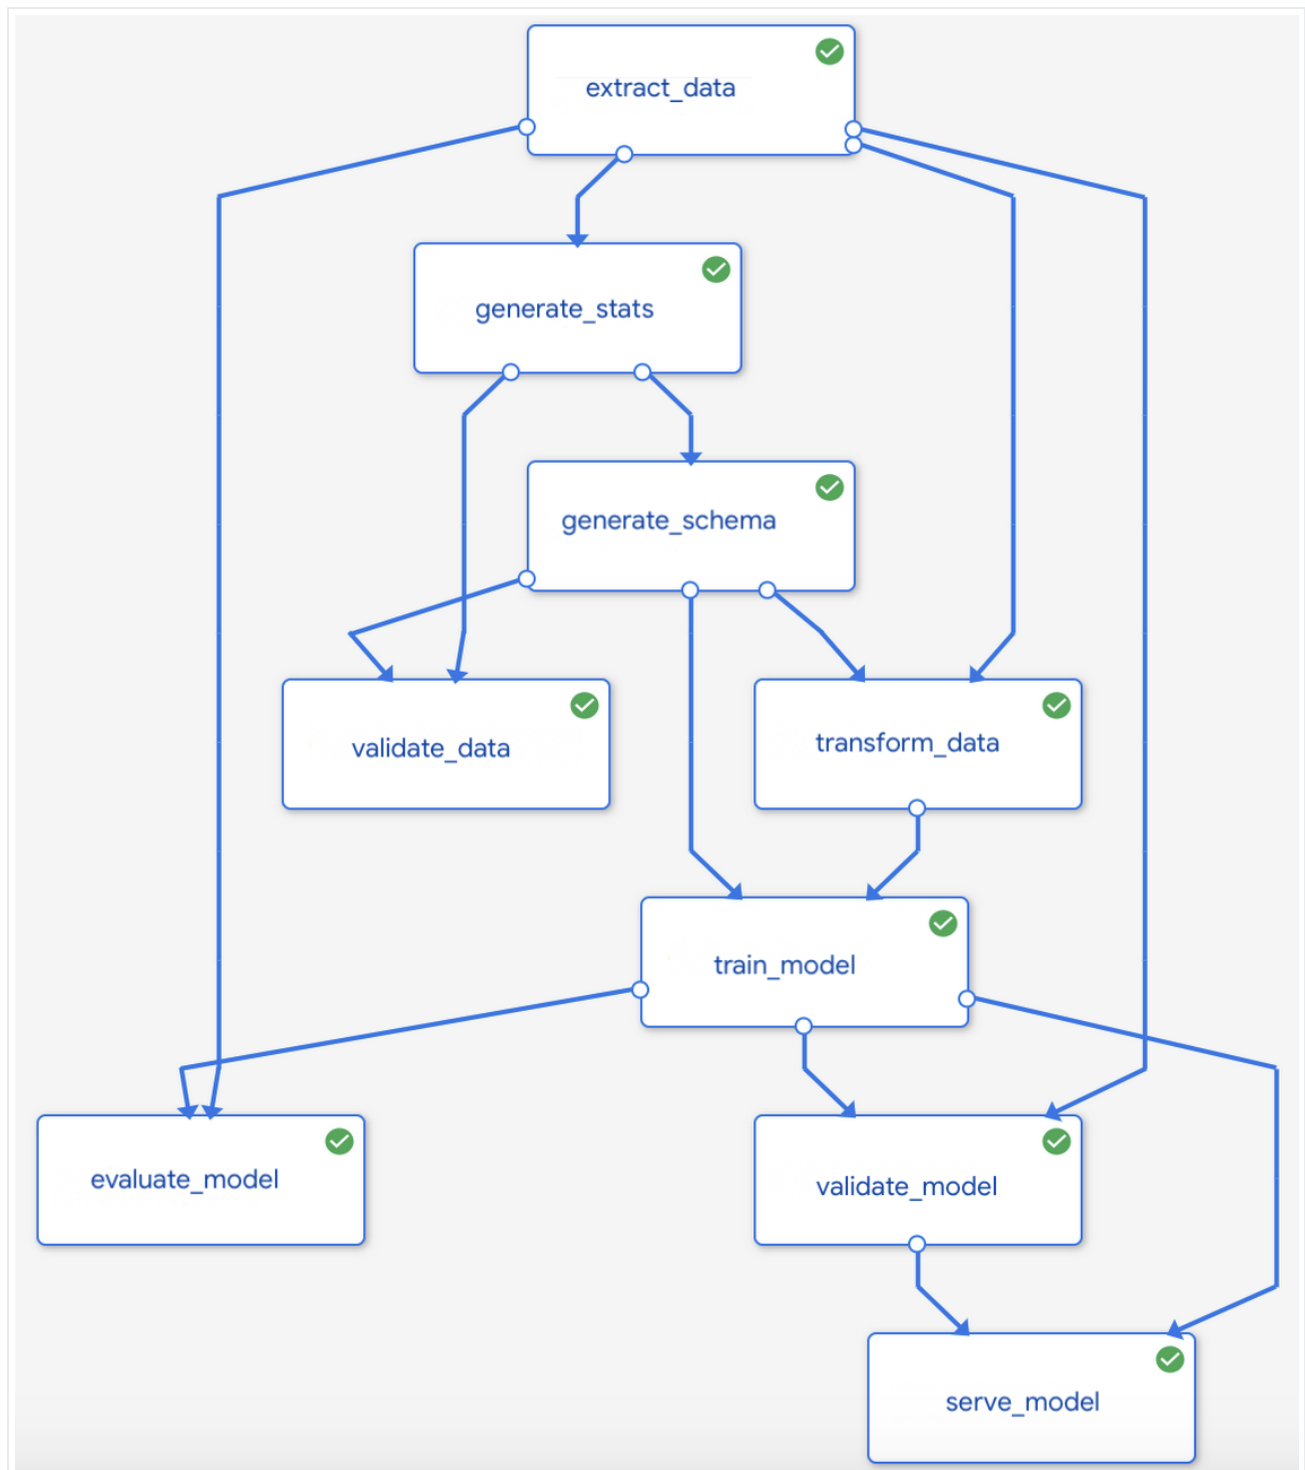 extract_data
generate_stats
generate_schema
validate_data
transform_data
train_model
evaluate_model
validate_model
serve_model